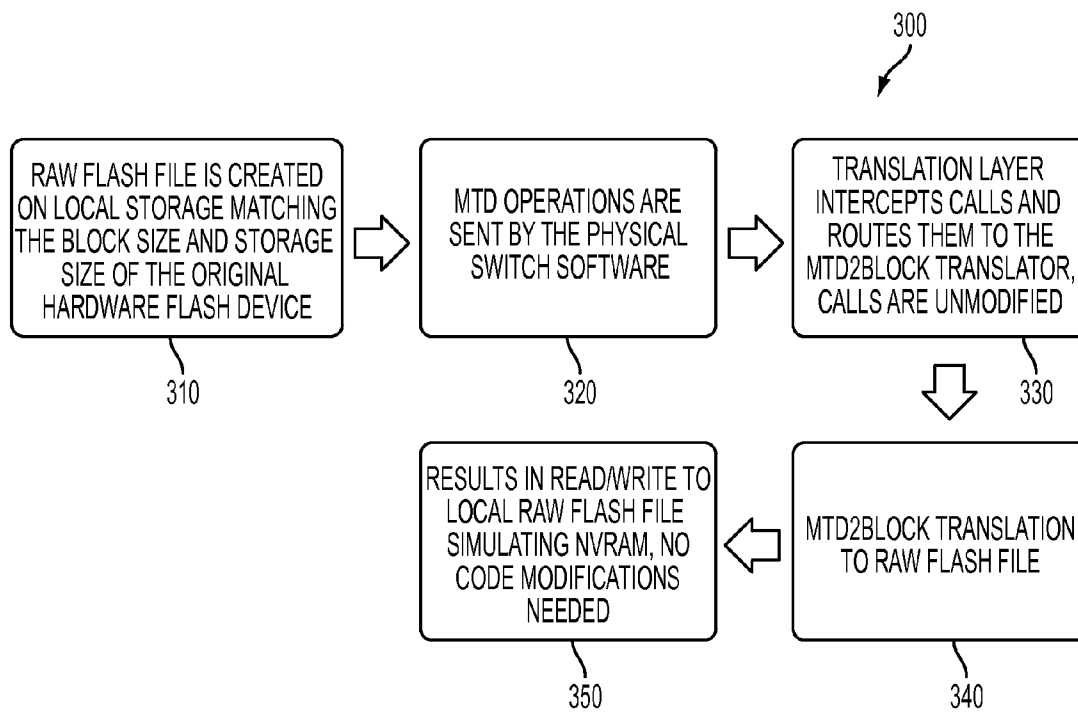 300
RAW FLASH FILE IS CREATED
ON LOCAL STORAGE MATCHING
THE BLOCK SIZE AND STORAGE
SIZE OF THE ORIGINAL
HARDWARE FLASH DEVICE
310
MTD OPERATIONS ARE
SENT BY THE PHYSICAL
SWITCH SOFTWARE
320
TRANSLATION LAYER
INTERCEPTS CALLS AND
ROUTES THEM TO THE
MTD2BLOCK TRANSLATOR,
CALLS ARE UNMODIFIED
330
MTD2BLOCK TRANSLATION
TO RAW FLASH FILE
340
RESULTS IN READ/WRITE TO
LOCAL RAW FLASH FILE
SIMULATING NVRAM, NO
CODE MODIFICATIONS
NEEDED
350